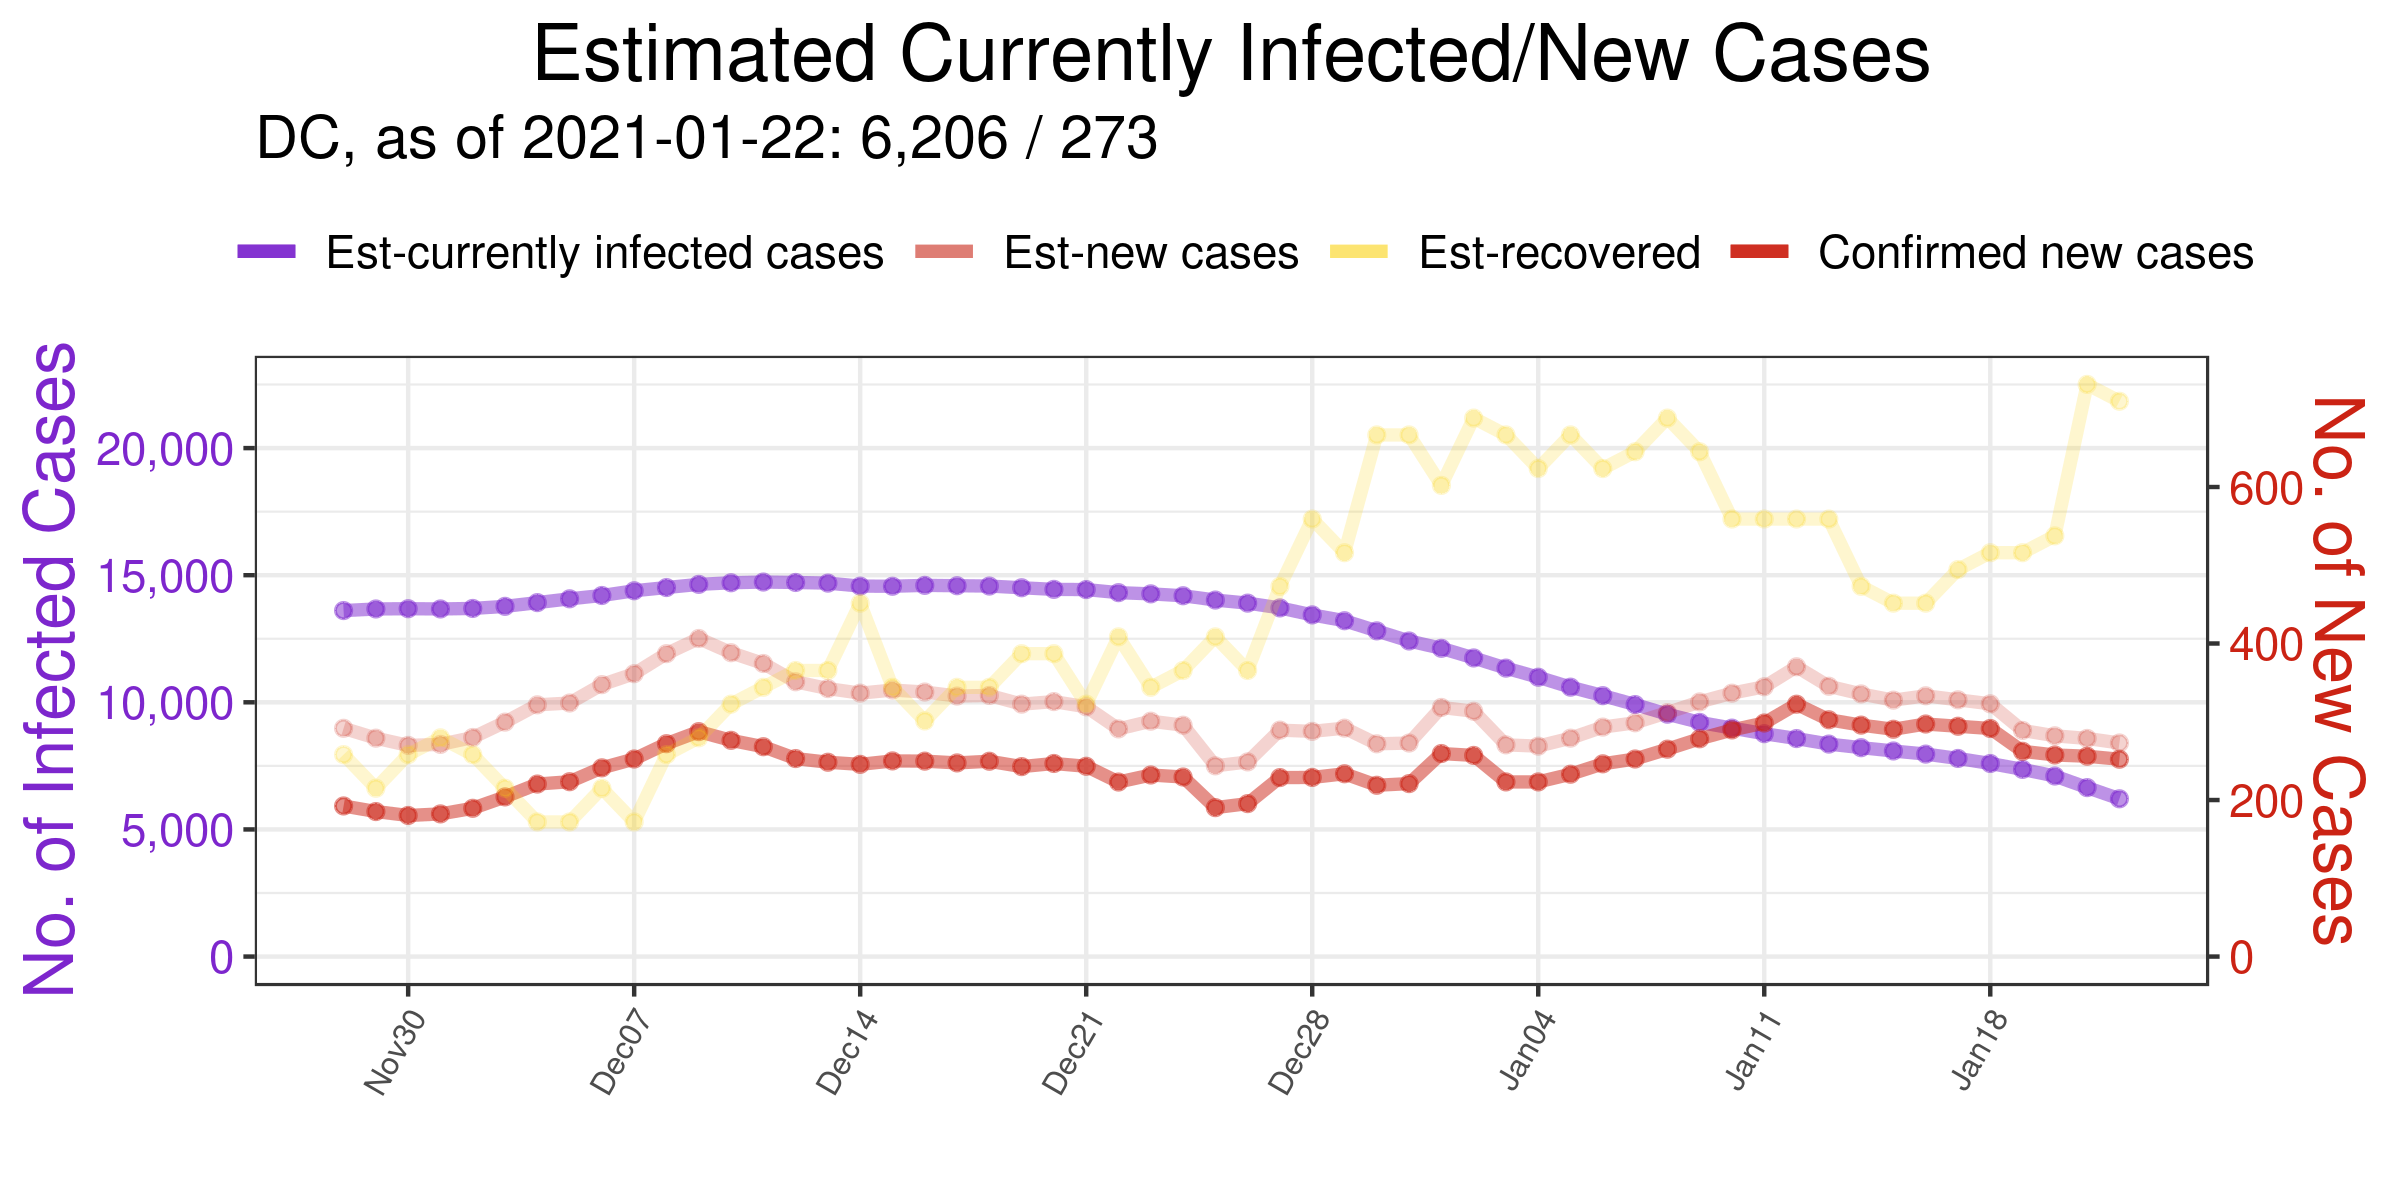 Estimated Currently Infected/New Cases
DC, as of 2021-01-22: 6,206 / 273
Est-currently infected cases Est-new cases Est-recovered Confirmed new cases
No. of Infected Cases
20,000
15,000
10,000
5,000
0
No. of New Cases
600
400
200
0
Nov30 Dec07 Dec14 Dec21 Dec28 Jan04 Jan11 Jan18